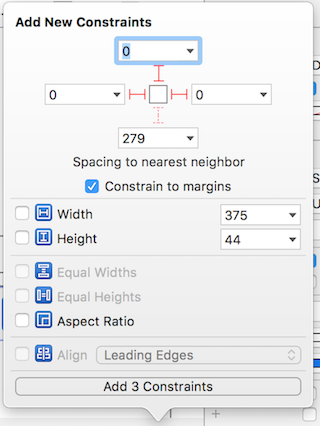 Add New Constraints
0
0 0
279
Spacing to nearest neighbor
Constrain to margins
Width 375
Height 44
Equal Widths
Equal Heights
Aspect Ratio
Align Leading Edges
Add 3 Constraints